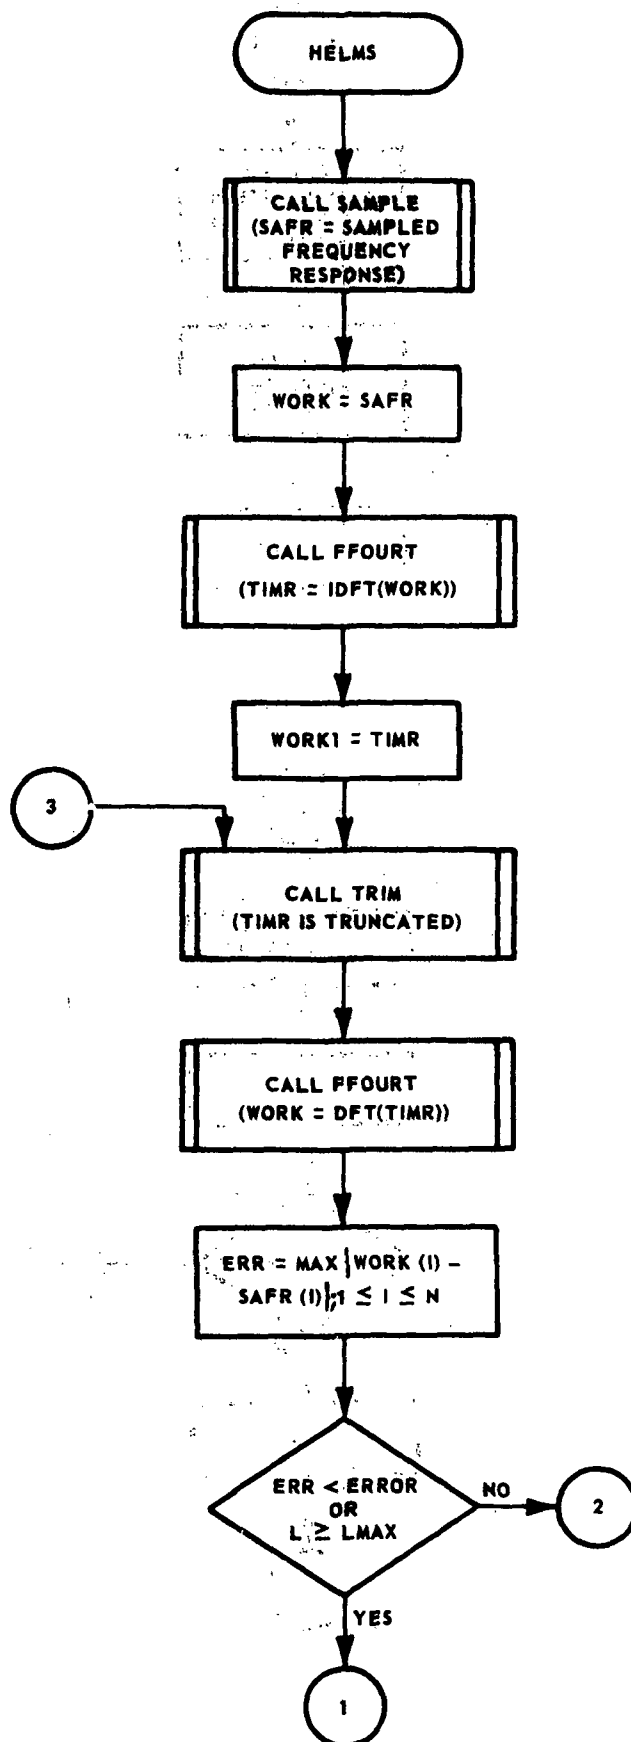 HELMS
CALL SAMPLE
(SAFR = SAMPLED
FREQUENCY
RESPONSE)
WORK = SAFR
CALL FFOURT
(TIMR = IDFT(WORK))
WORK1 = TIMR
3
CALL TRIM
(TIMR IS TRUNCATED)
CALL FFOURT
(WORK = DFT(TIMR))
ERR = MAX |WORK (I) –
SAFR (I)|;1 ≤ I ≤ N
ERR < ERROR
OR
L ≥ LMAX
NO
2
YES
1